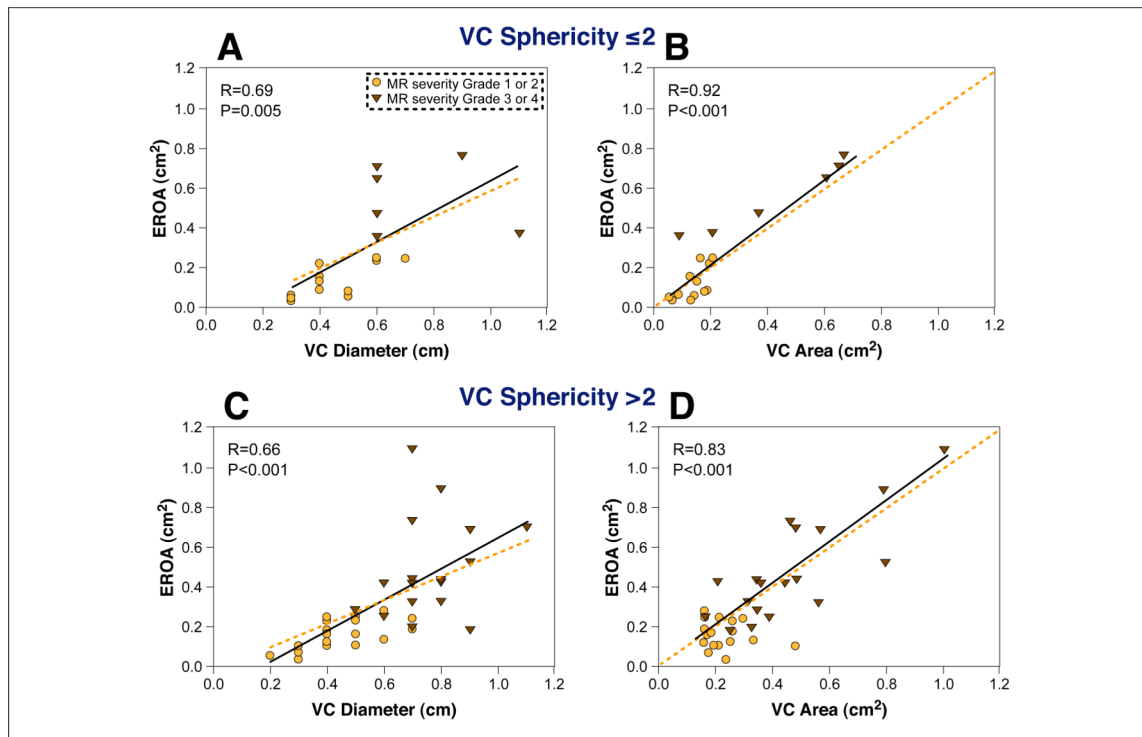 VC Sphericity ≤2
A
B
R=0.69
P=0.005
MR severity Grade 1 or 2
MR severity Grade 3 or 4
1.2
1.0
0.8
0.6
0.4
0.2
0.0
EROA (cm²)
0.0 0.2 0.4 0.6 0.8 1.0 1.2
VC Diameter (cm)
R=0.92
P<0.001
1.2
1.0
0.8
0.6
0.4
0.2
0.0
EROA (cm²)
0.0 0.2 0.4 0.6 0.8 1.0 1.2
VC Area (cm²)
VC Sphericity >2
C
D
R=0.66
P<0.001
1.2
1.0
0.8
0.6
0.4
0.2
0.0
EROA (cm²)
0.0 0.2 0.4 0.6 0.8 1.0 1.2
VC Diameter (cm)
R=0.83
P<0.001
1.2
1.0
0.8
0.6
0.4
0.2
0.0
EROA (cm²)
0.0 0.2 0.4 0.6 0.8 1.0 1.2
VC Area (cm²)